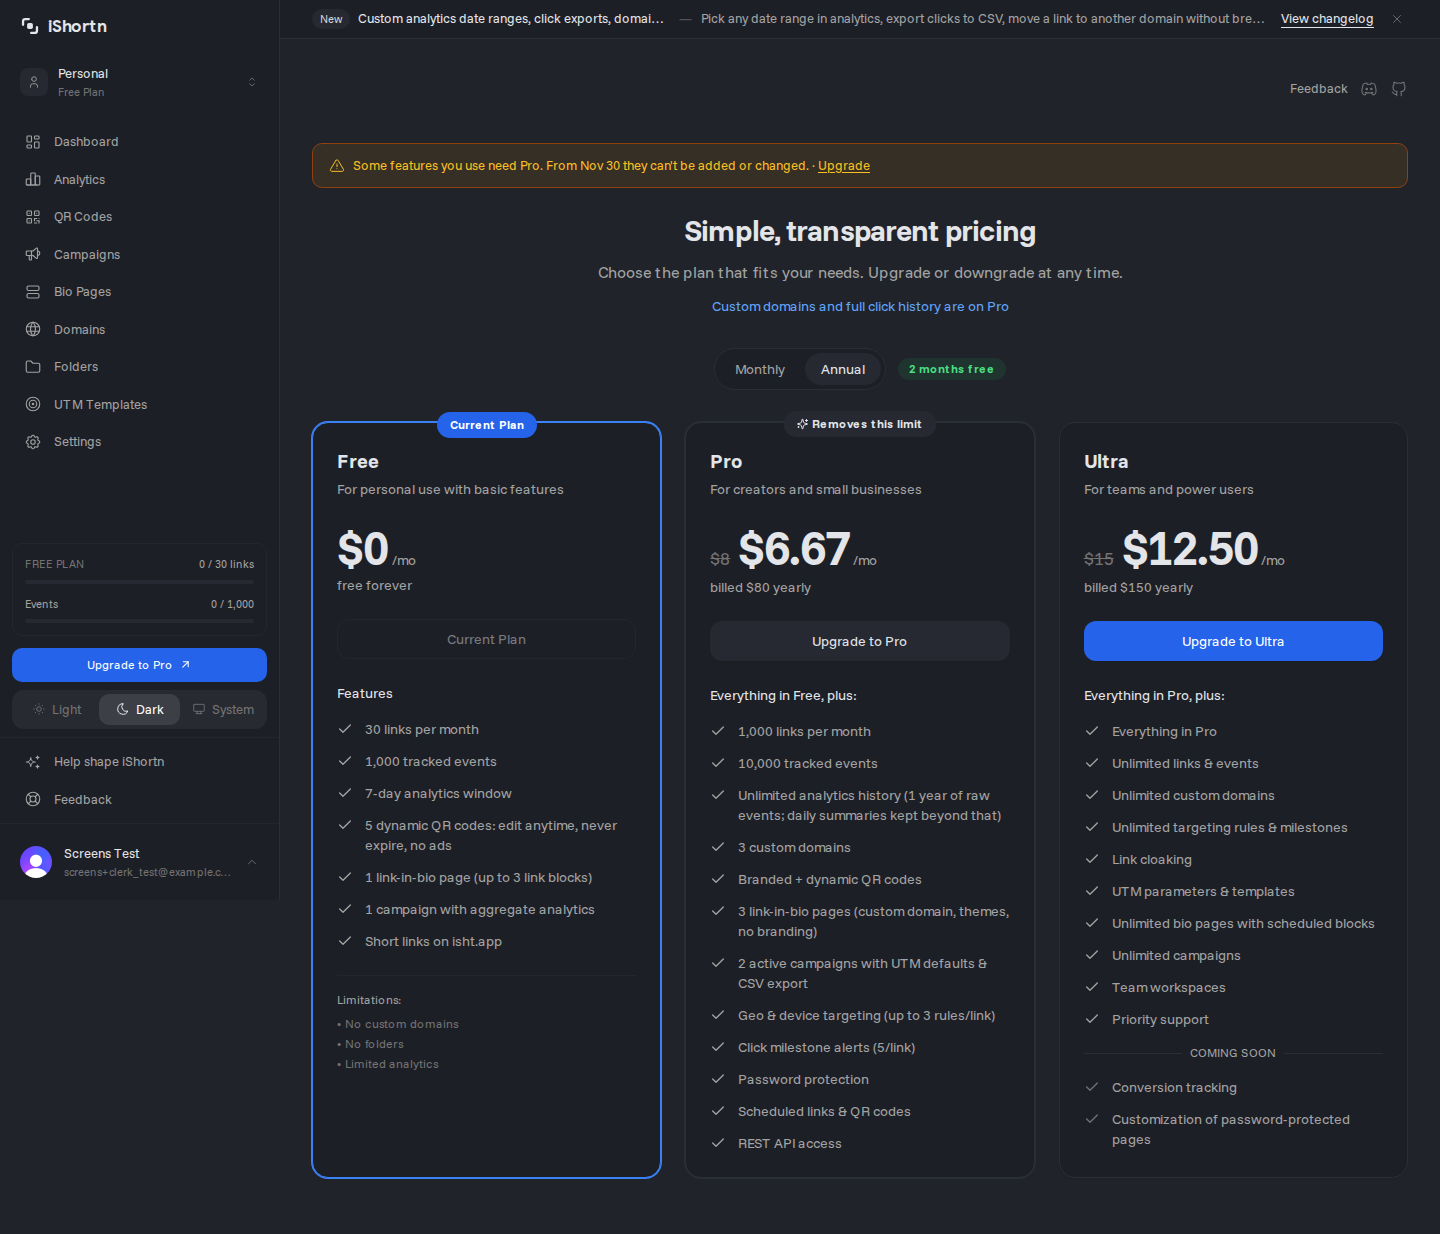 iShortn
Personal
Free Plan
Dashboard
Analytics
QR Codes
Campaigns
Bio Pages
Domains
Folders
UTM Templates
Settings
FREE PLAN 0 / 30 links
Events 0 / 1,000
Upgrade to Pro
Light Dark System
Help shape iShortn
Feedback
Screens Test
screens+clerk_test@example.c...
New Custom analytics date ranges, click exports, domai... — Pick any date range in analytics, export clicks to CSV, move a link to another domain without bre... View changelog
Feedback
Some features you use need Pro. From Nov 30 they can't be added or changed. · Upgrade
Simple, transparent pricing
Choose the plan that fits your needs. Upgrade or downgrade at any time.
Custom domains and full click history are on Pro
Monthly Annual 2 months free
Current Plan
Free
For personal use with basic features
$0 /mo
free forever
Current Plan
Features
30 links per month
1,000 tracked events
7-day analytics window
5 dynamic QR codes: edit anytime, never
expire, no ads
1 link-in-bio page (up to 3 link blocks)
1 campaign with aggregate analytics
Short links on isht.app
Limitations:
• No custom domains
• No folders
• Limited analytics
Removes this limit
Pro
For creators and small businesses
$8 $6.67 /mo
billed $80 yearly
Upgrade to Pro
Everything in Free, plus:
1,000 links per month
10,000 tracked events
Unlimited analytics history (1 year of raw
events; daily summaries kept beyond that)
3 custom domains
Branded + dynamic QR codes
3 link-in-bio pages (custom domain, themes,
no branding)
2 active campaigns with UTM defaults &
CSV export
Geo & device targeting (up to 3 rules/link)
Click milestone alerts (5/link)
Password protection
Scheduled links & QR codes
REST API access
Ultra
For teams and power users
$15 $12.50 /mo
billed $150 yearly
Upgrade to Ultra
Everything in Pro, plus:
Everything in Pro
Unlimited links & events
Unlimited custom domains
Unlimited targeting rules & milestones
Link cloaking
UTM parameters & templates
Unlimited bio pages with scheduled blocks
Unlimited campaigns
Team workspaces
Priority support
COMING SOON
Conversion tracking
Customization of password-protected
pages